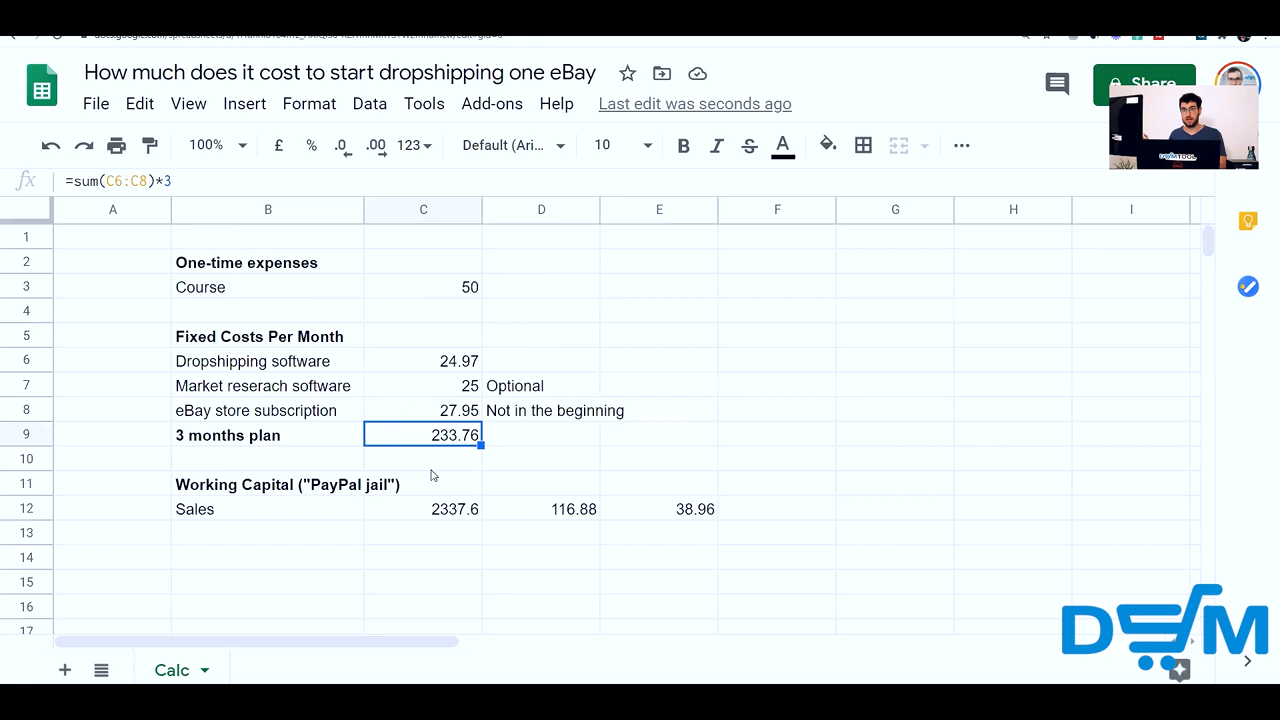 How much does it cost to start dropshipping one eBay
Share
File Edit View Insert Format Data Tools Add-ons Help Last edit was seconds ago
100% £ % .0 .00 123 Default (Ari... 10 B I S A
fx =sum(C6:C8)*3
A B C D E F G H I
1
2 One-time expenses
3 Course 50
4
5 Fixed Costs Per Month
6 Dropshipping software 24.97
7 Market reserach software 25 Optional
8 eBay store subscription 27.95 Not in the beginning
9 3 months plan 233.76
10
11 Working Capital ("PayPal jail")
12 Sales 2337.6 116.88 38.96
13
14
15
16
17
Calc
DSM